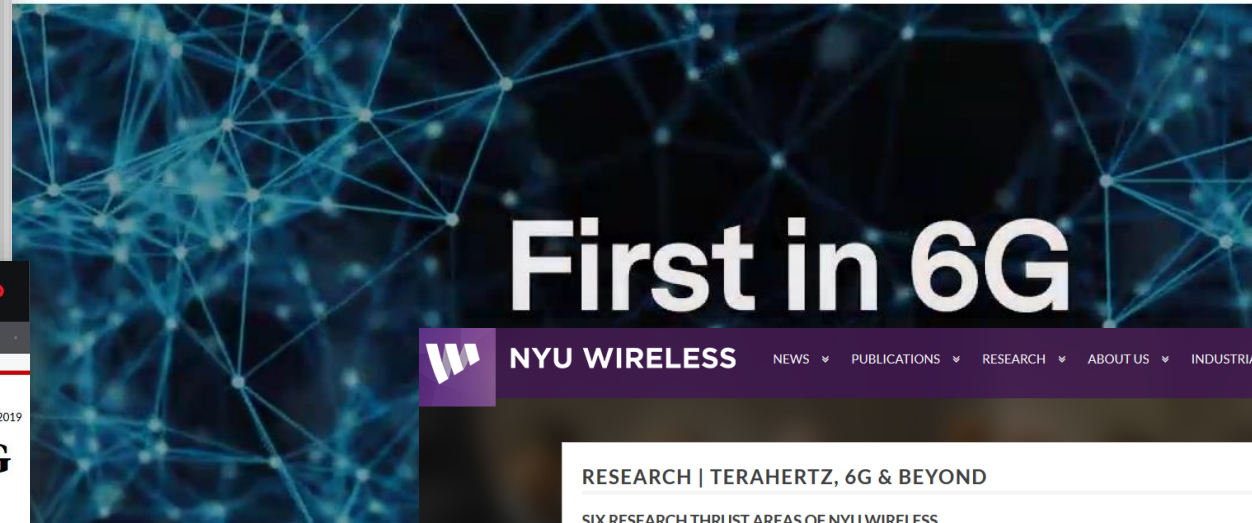 First in 6G
NYU WIRELESS
NEWS PUBLICATIONS RESEARCH ABOUT US
2019
RESEARCH | TERAHERTZ, 6G & BEYOND
SIX RESEARCH THRUST AREAS OF NYU WIRELESS